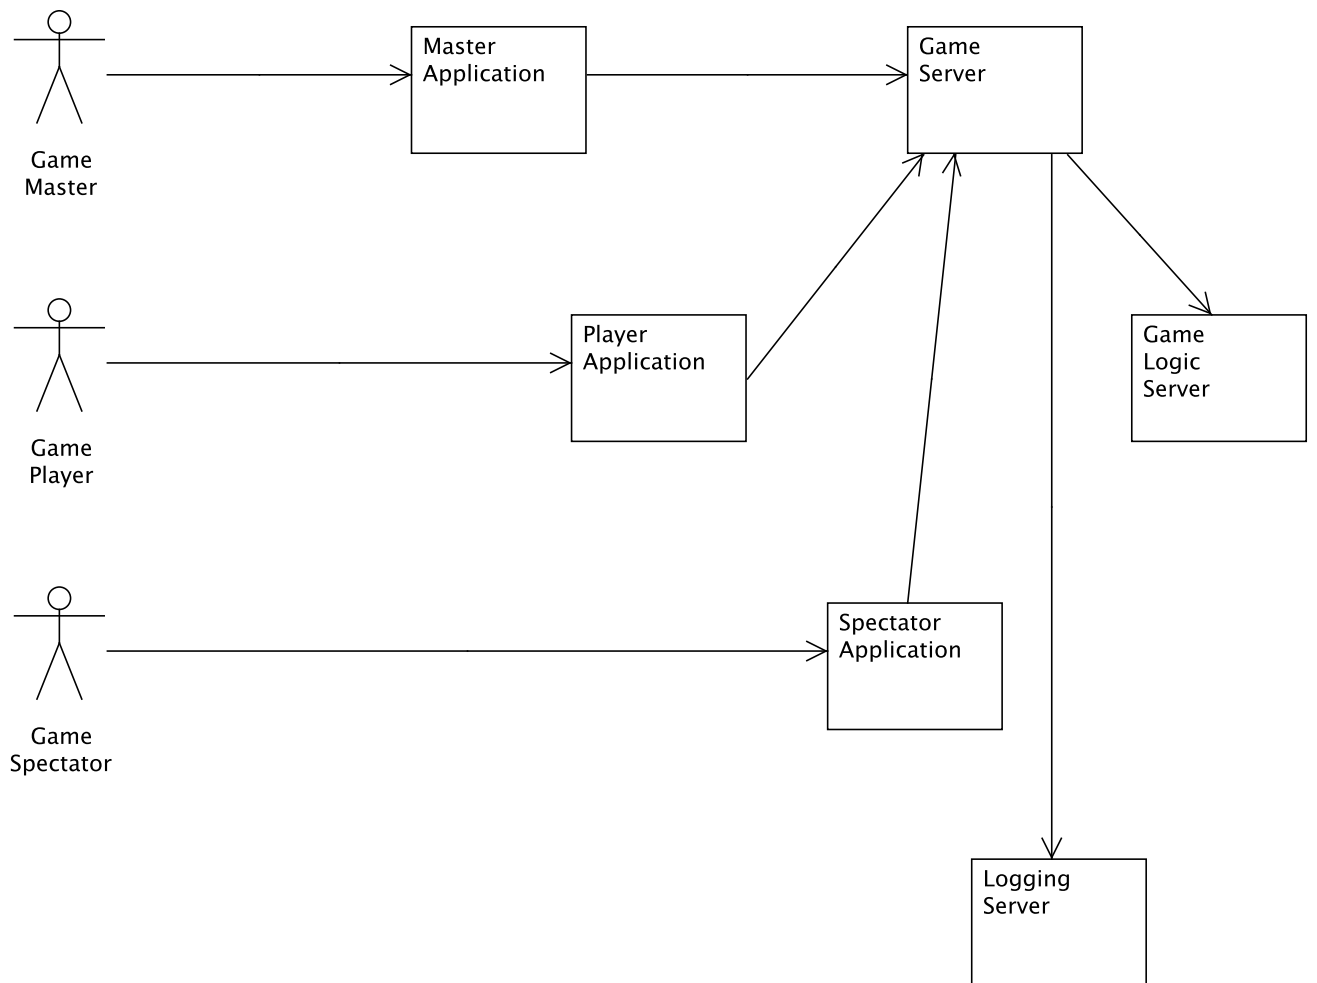 Master
Application
Game
Server
Game
Master
Player
Application
Game
Logic
Server
Game
Player
Spectator
Application
Game
Spectator
Logging
Server